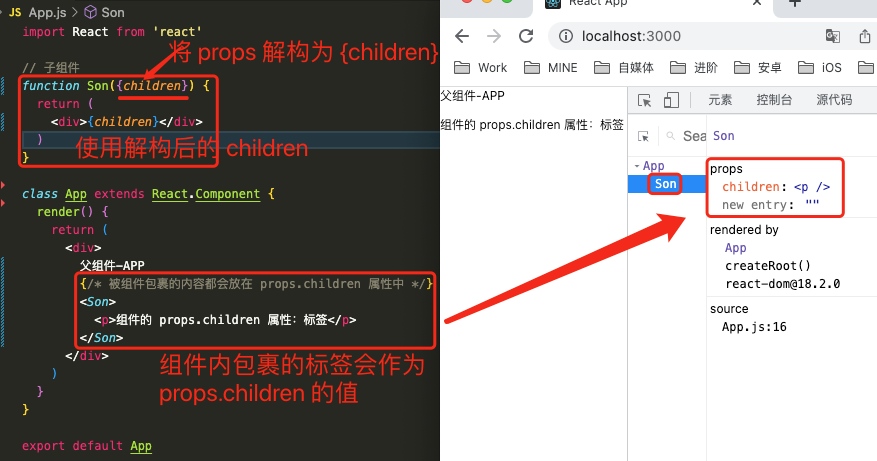 JS App.js > Son
import React from 'react'
将 props 解构为 {children}
// 子组件
function Son({children}) {
return (
<div>{children}</div>
)
}
使用解构后的 children
class App extends React.Component {
render() {
return (
<div>
父组件-APP
{/* 被组件包裹的内容都会放在 props.children 属性中 */}
<Son>
<p>组件的 props.children 属性: 标签</p>
</Son>
</div>
)
}
}
组件内包裹的标签会作为
props.children 的值
export default App
React App
localhost:3000
Work MINE 自媒体 进阶 安卓 iOS
父组件-APP
组件的 props.children 属性: 标签
元素 控制台 源代码
Sea Son
App
Son
props
children: <p />
new entry: ""
rendered by
App
createRoot()
react-dom@18.2.0
source
App.js:16